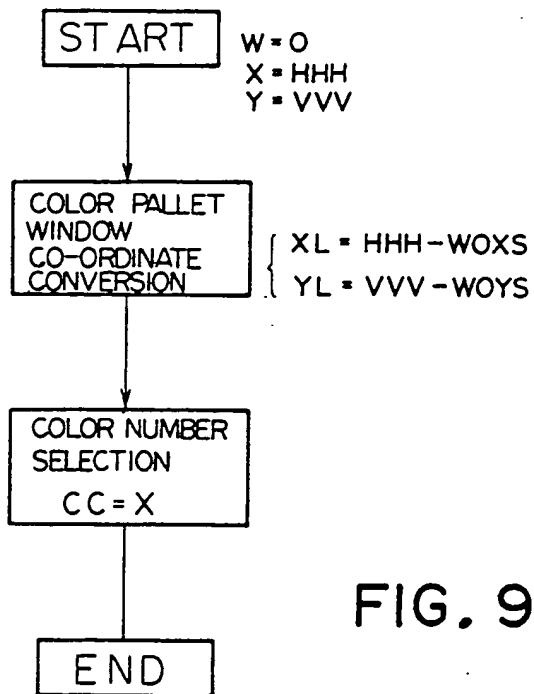 START
W = 0
X = HHH
Y = VVV
COLOR PALLET
WINDOW
CO-ORDINATE
CONVERSION
XL = HHH - WOXS
YL = VVV - WOYS
COLOR NUMBER
SELECTION
CC = X
END
FIG. 9